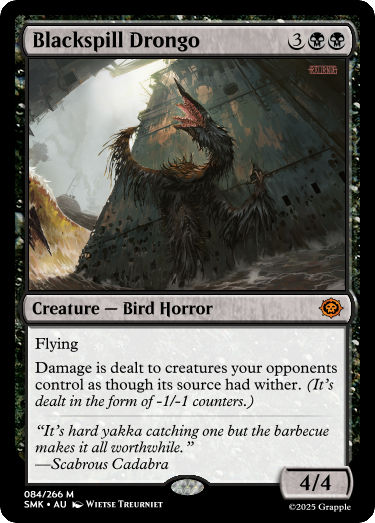 Blackspill Drongo 3
Creature — Bird Horror
Flying
Damage is dealt to creatures your opponents
control as though its source had wither. (It's
dealt in the form of -1/-1 counters.)
“It's hard yakka catching one but the barbecue
makes it all worthwhile.”
—Scabrous Cadabra
4/4
084/266 M
SMK • AU Wietse Treurniet
©2025 Grapple